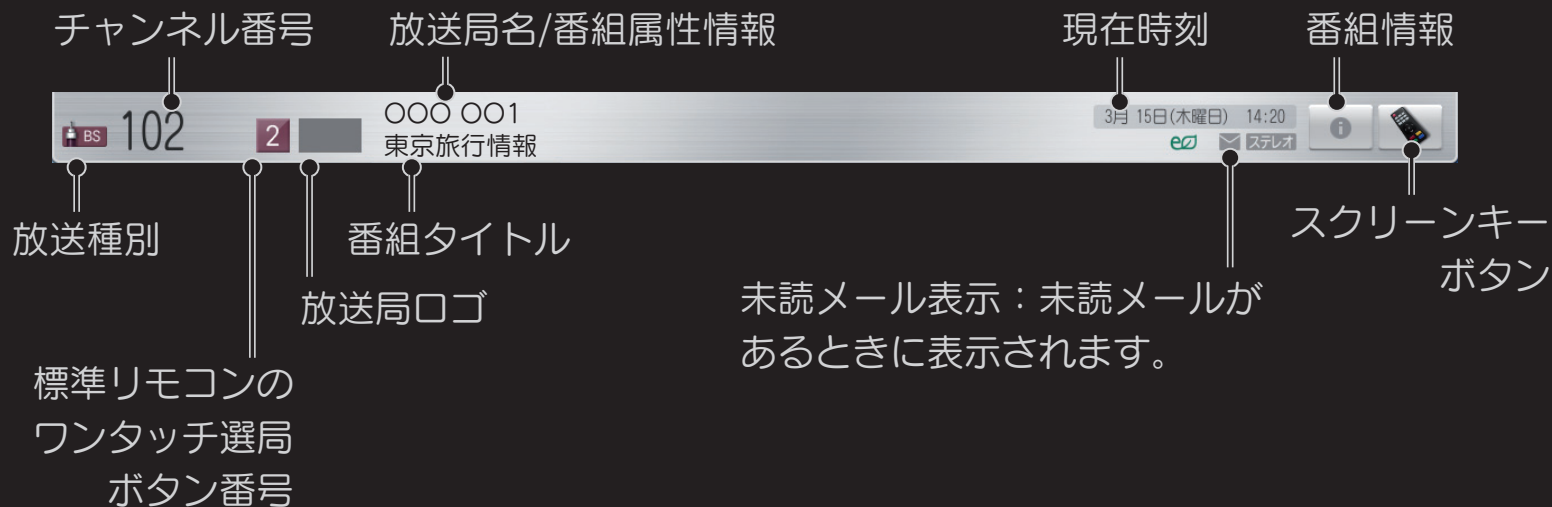 チャンネル番号
放送局名/番組属性情報
現在時刻
番組情報
BS
102
2
〇〇〇 〇〇1
東京旅行情報
3月 15日(木曜日) 14:20
ステレオ
放送種別
番組タイトル
スクリーンキー
ボタン
放送局ロゴ
未読メール表示：未読メールが
あるときに表示されます。
標準リモコンの
ワンタッチ選局
ボタン番号